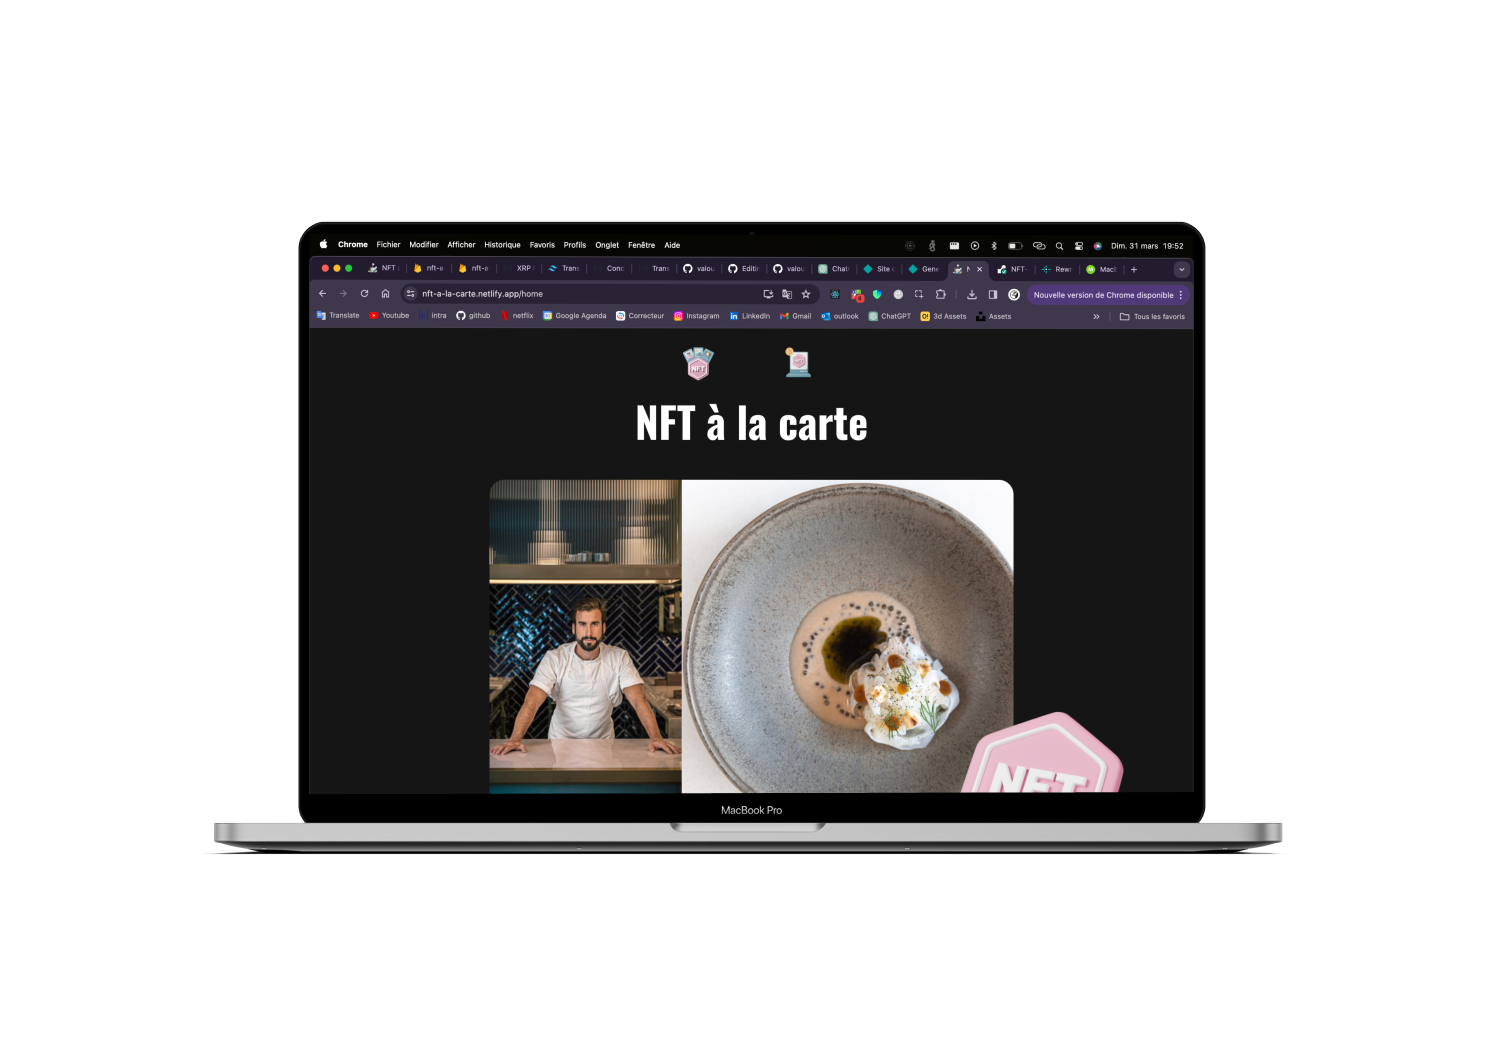 Chrome Fichier Modifier Afficher Historique Favoris Profils Onglet Fenêtre Aide Dim. 31 mars 19:52
NFT nft-a nft-a XRP Trans Conc Trans valou Editi valou Chat Site c Gene N NFT- Rewr MacB
nft-a-la-carte.netlify.app/home Nouvelle version de Chrome disponible
Translate Youtube intra github netflix Google Agenda Correcteur Instagram LinkedIn Gmail outlook ChatGPT 3d Assets Assets Tous les favoris
NFT
NFT à la carte
NFT
MacBook Pro